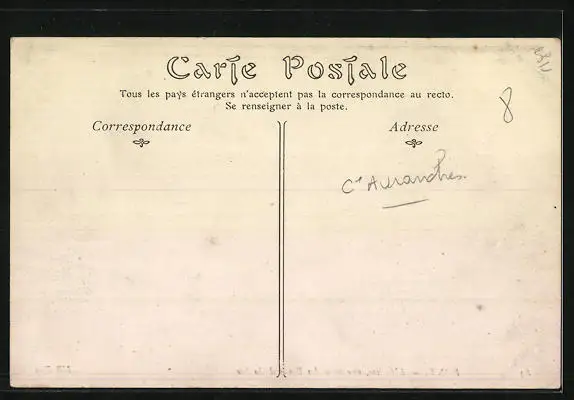 Carte Postale
Tous les pays étrangers n'acceptent pas la correspondance au recto.
Se renseigner à la poste.
Correspondance
Adresse
8
Ct Avranches